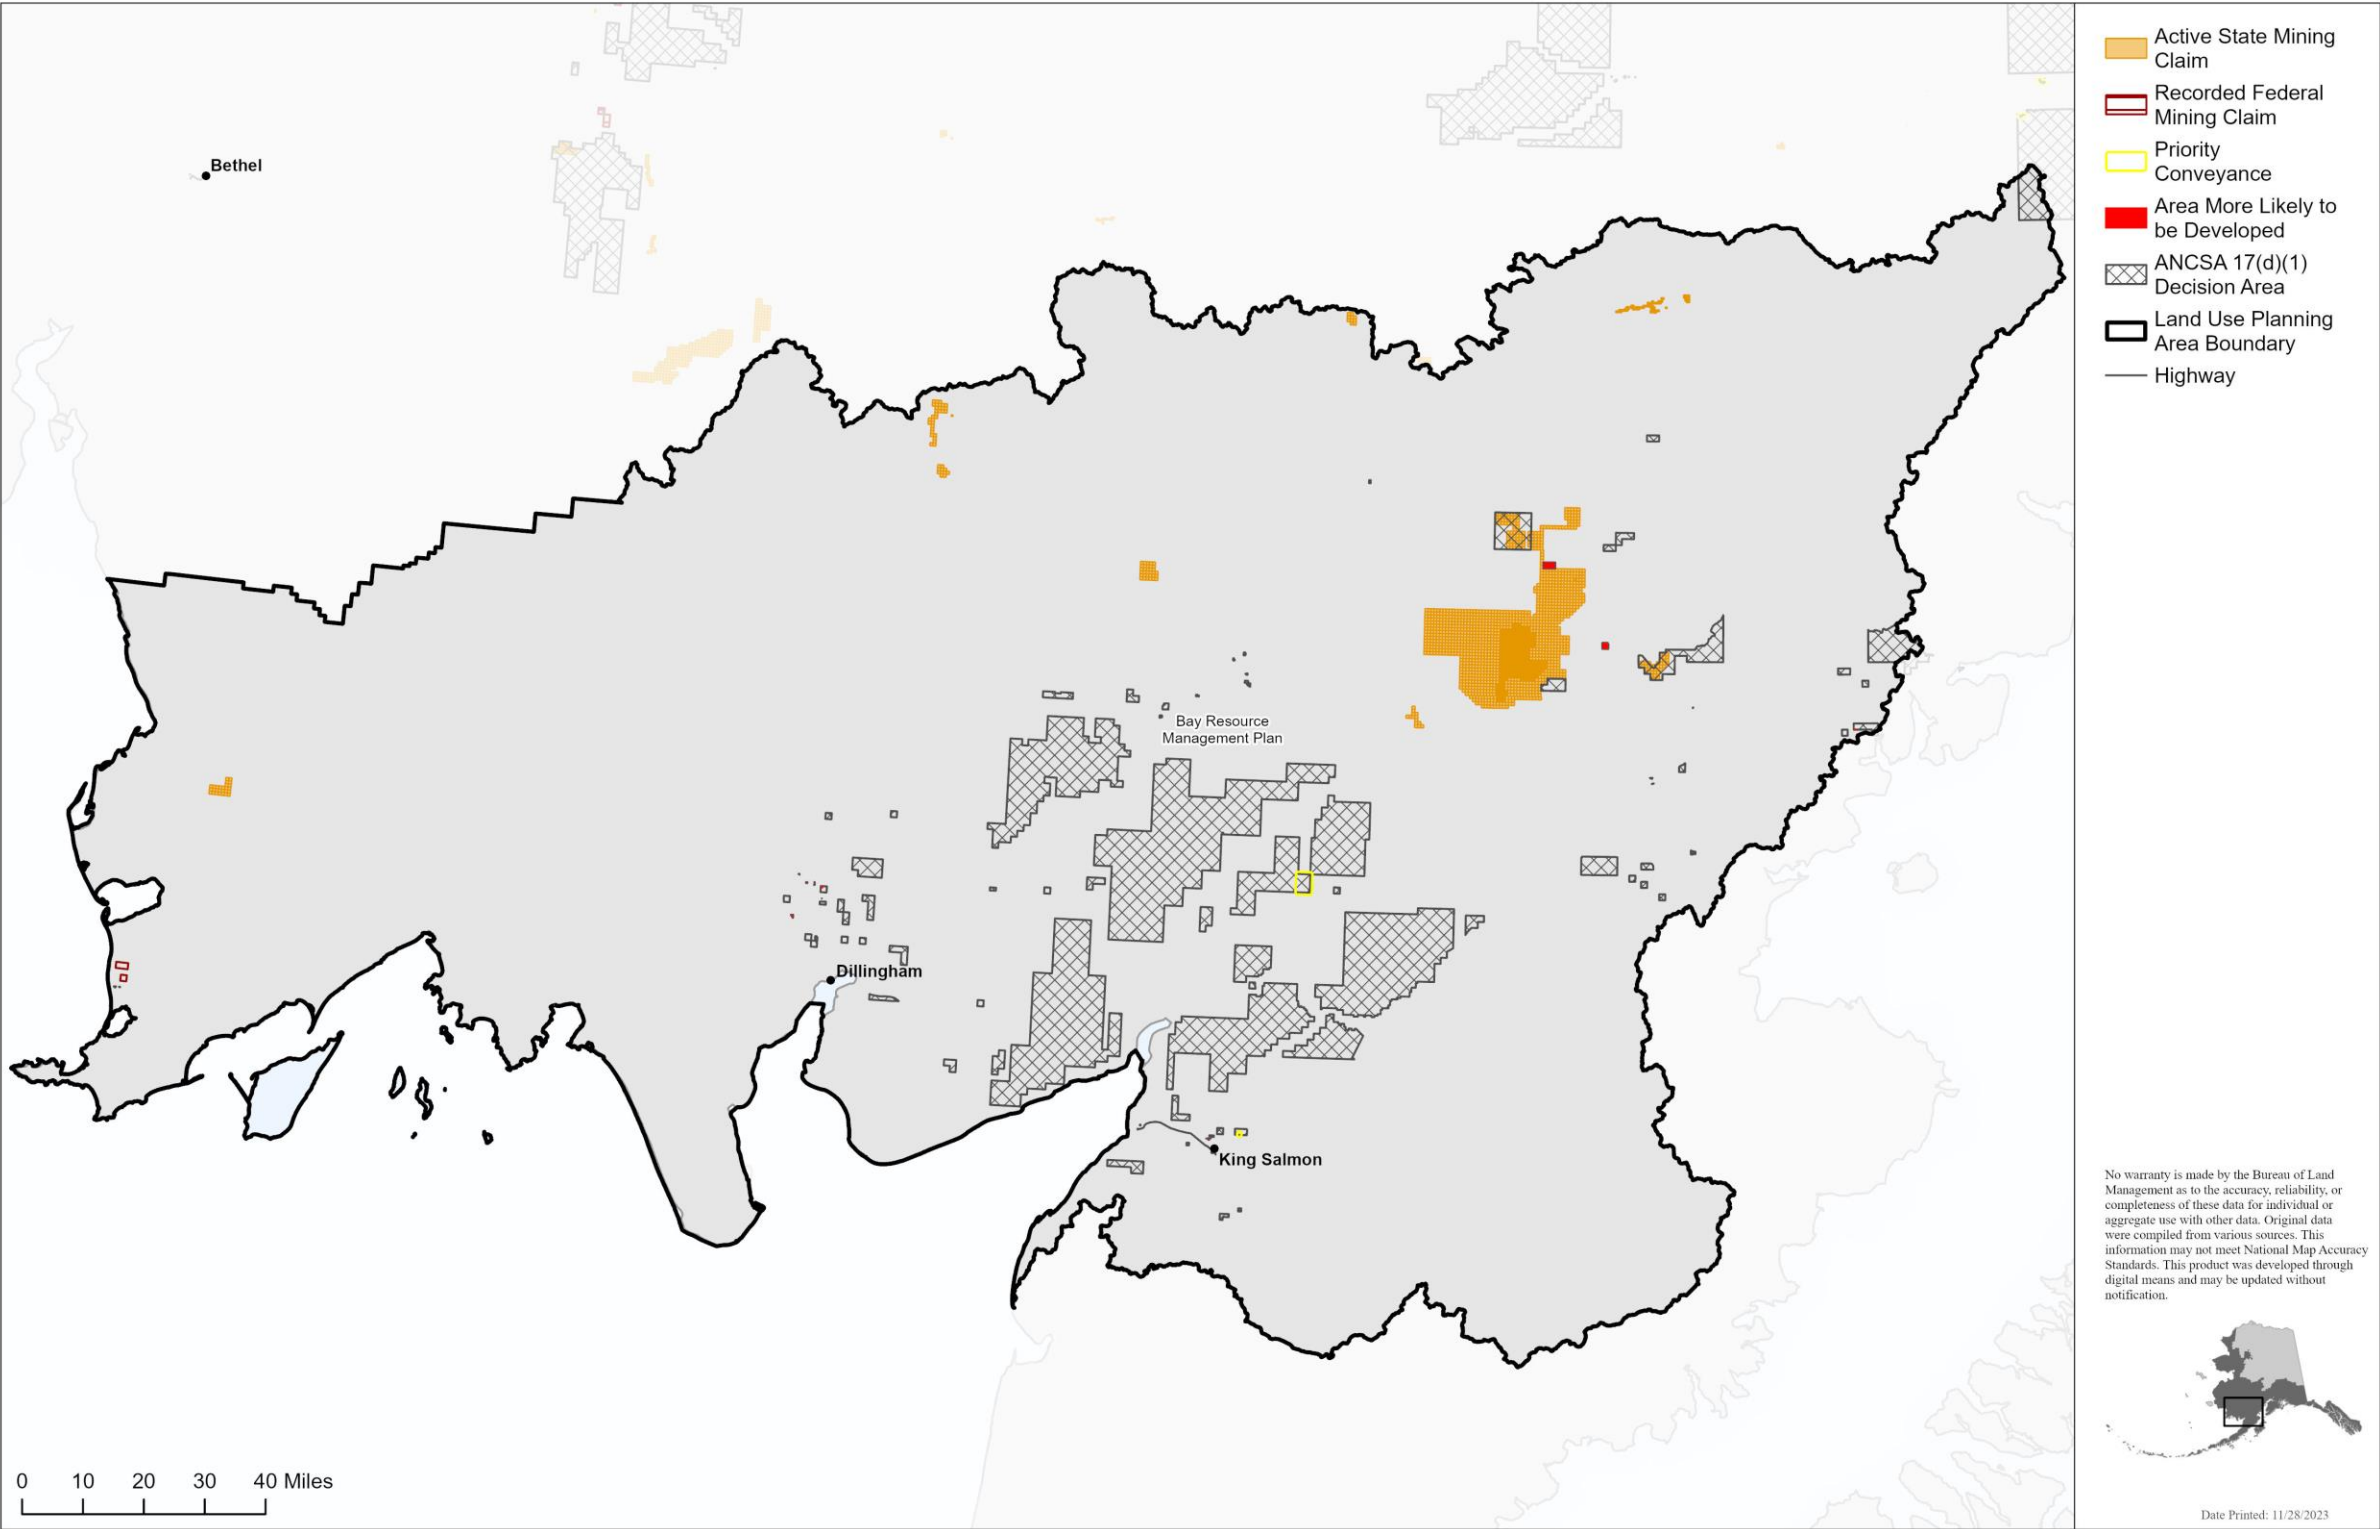 Bethel
Bay Resource
Management Plan
Dillingham
King Salmon
0 10 20 30 40 Miles
Active State Mining
Claim
Recorded Federal
Mining Claim
Priority
Conveyance
Area More Likely to
be Developed
ANCSA 17(d)(1)
Decision Area
Land Use Planning
Area Boundary
Highway
No warranty is made by the Bureau of Land
Management as to the accuracy, reliability, or
completeness of these data for individual or
aggregate use with other data. Original data
were compiled from various sources. This
information may not meet National Map Accuracy
Standards. This product was developed through
digital means and may be updated without
notification.
Date Printed: 11/28/2023